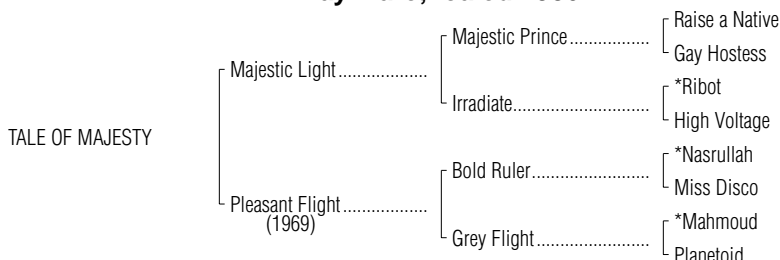 Raise a Native
Majestic Prince..................
Gay Hostess
Majestic Light....................
*Ribot
Irradiate..............................
High Voltage
TALE OF MAJESTY
*Nasrullah
Bold Ruler..........................
Miss Disco
Pleasant Flight...................
(1969)
*Mahmoud
Grey Flight.........................
Planetoid